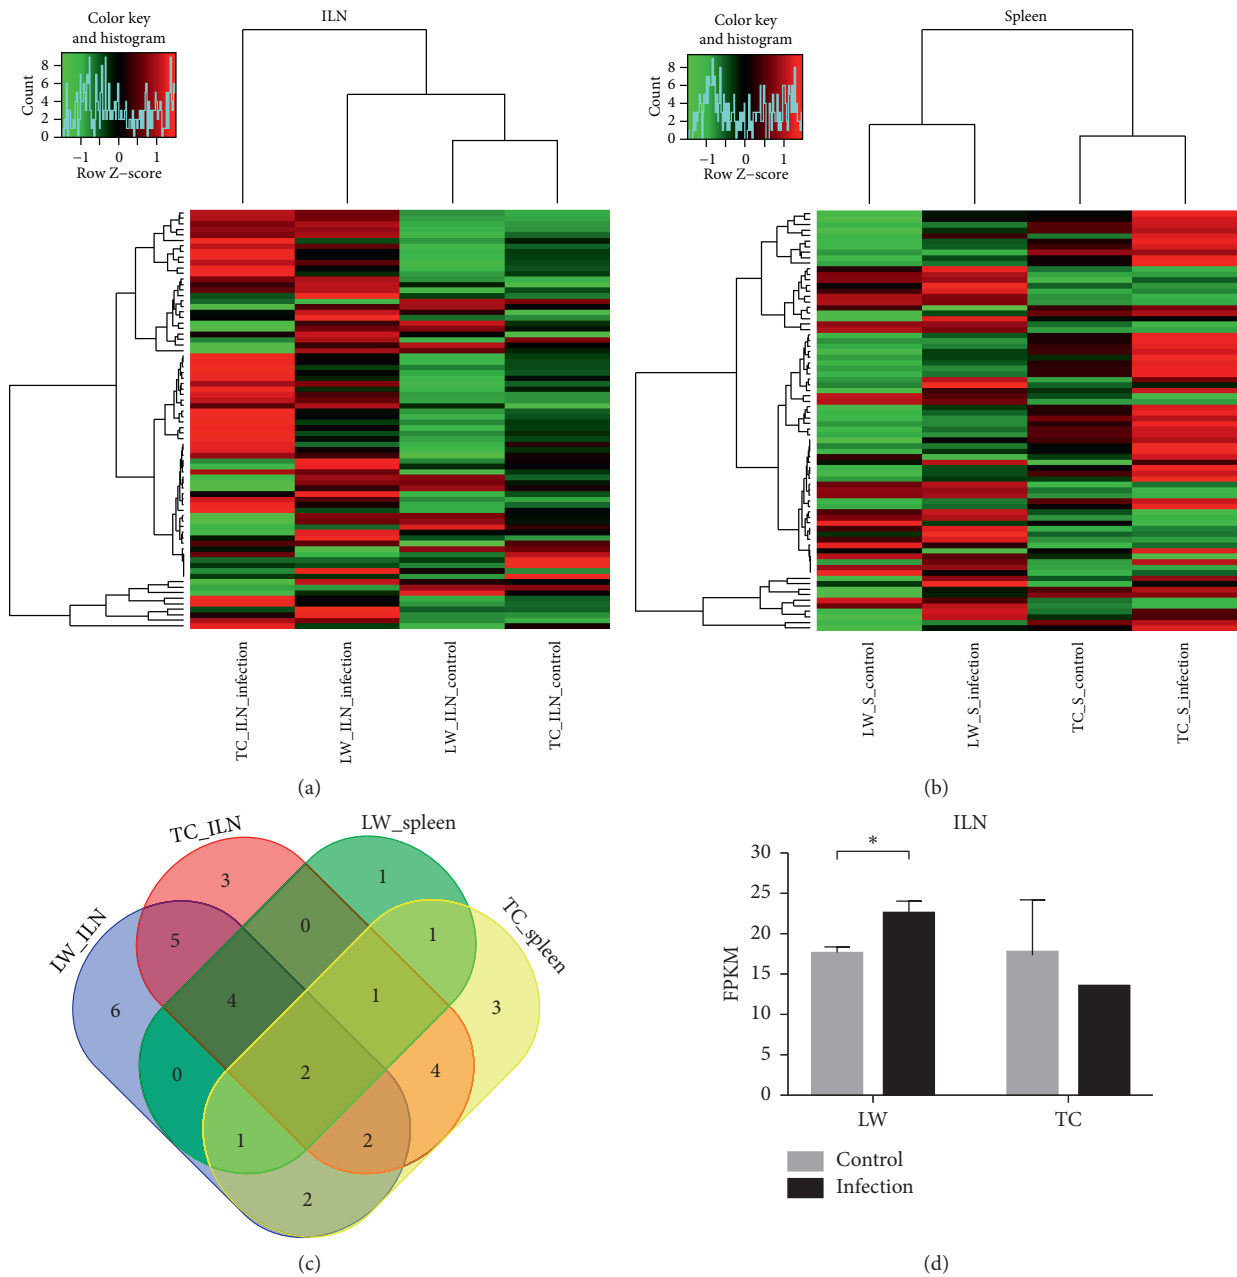 Color key
and histogram
ILN
Count
8
6
4
2
0
−1 0 1
Row Z−score
TC_ILN_infection
LW_ILN_infection
LW_ILN_control
TC_ILN_control
(a)
Color key
and histogram
Spleen
Count
8
6
4
2
0
−1 0 1
Row Z−score
LW_S_control
LW_S_infection
TC_S_control
TC_S_infection
(b)
LW_ILN
TC_ILN
LW_spleen
TC_spleen
3
1
5
0
1
6
4
1
3
0
2
4
1
2
2
(c)
ILN
FPKM
30
25
20
15
10
5
0
*
LW TC
Control
Infection
(d)